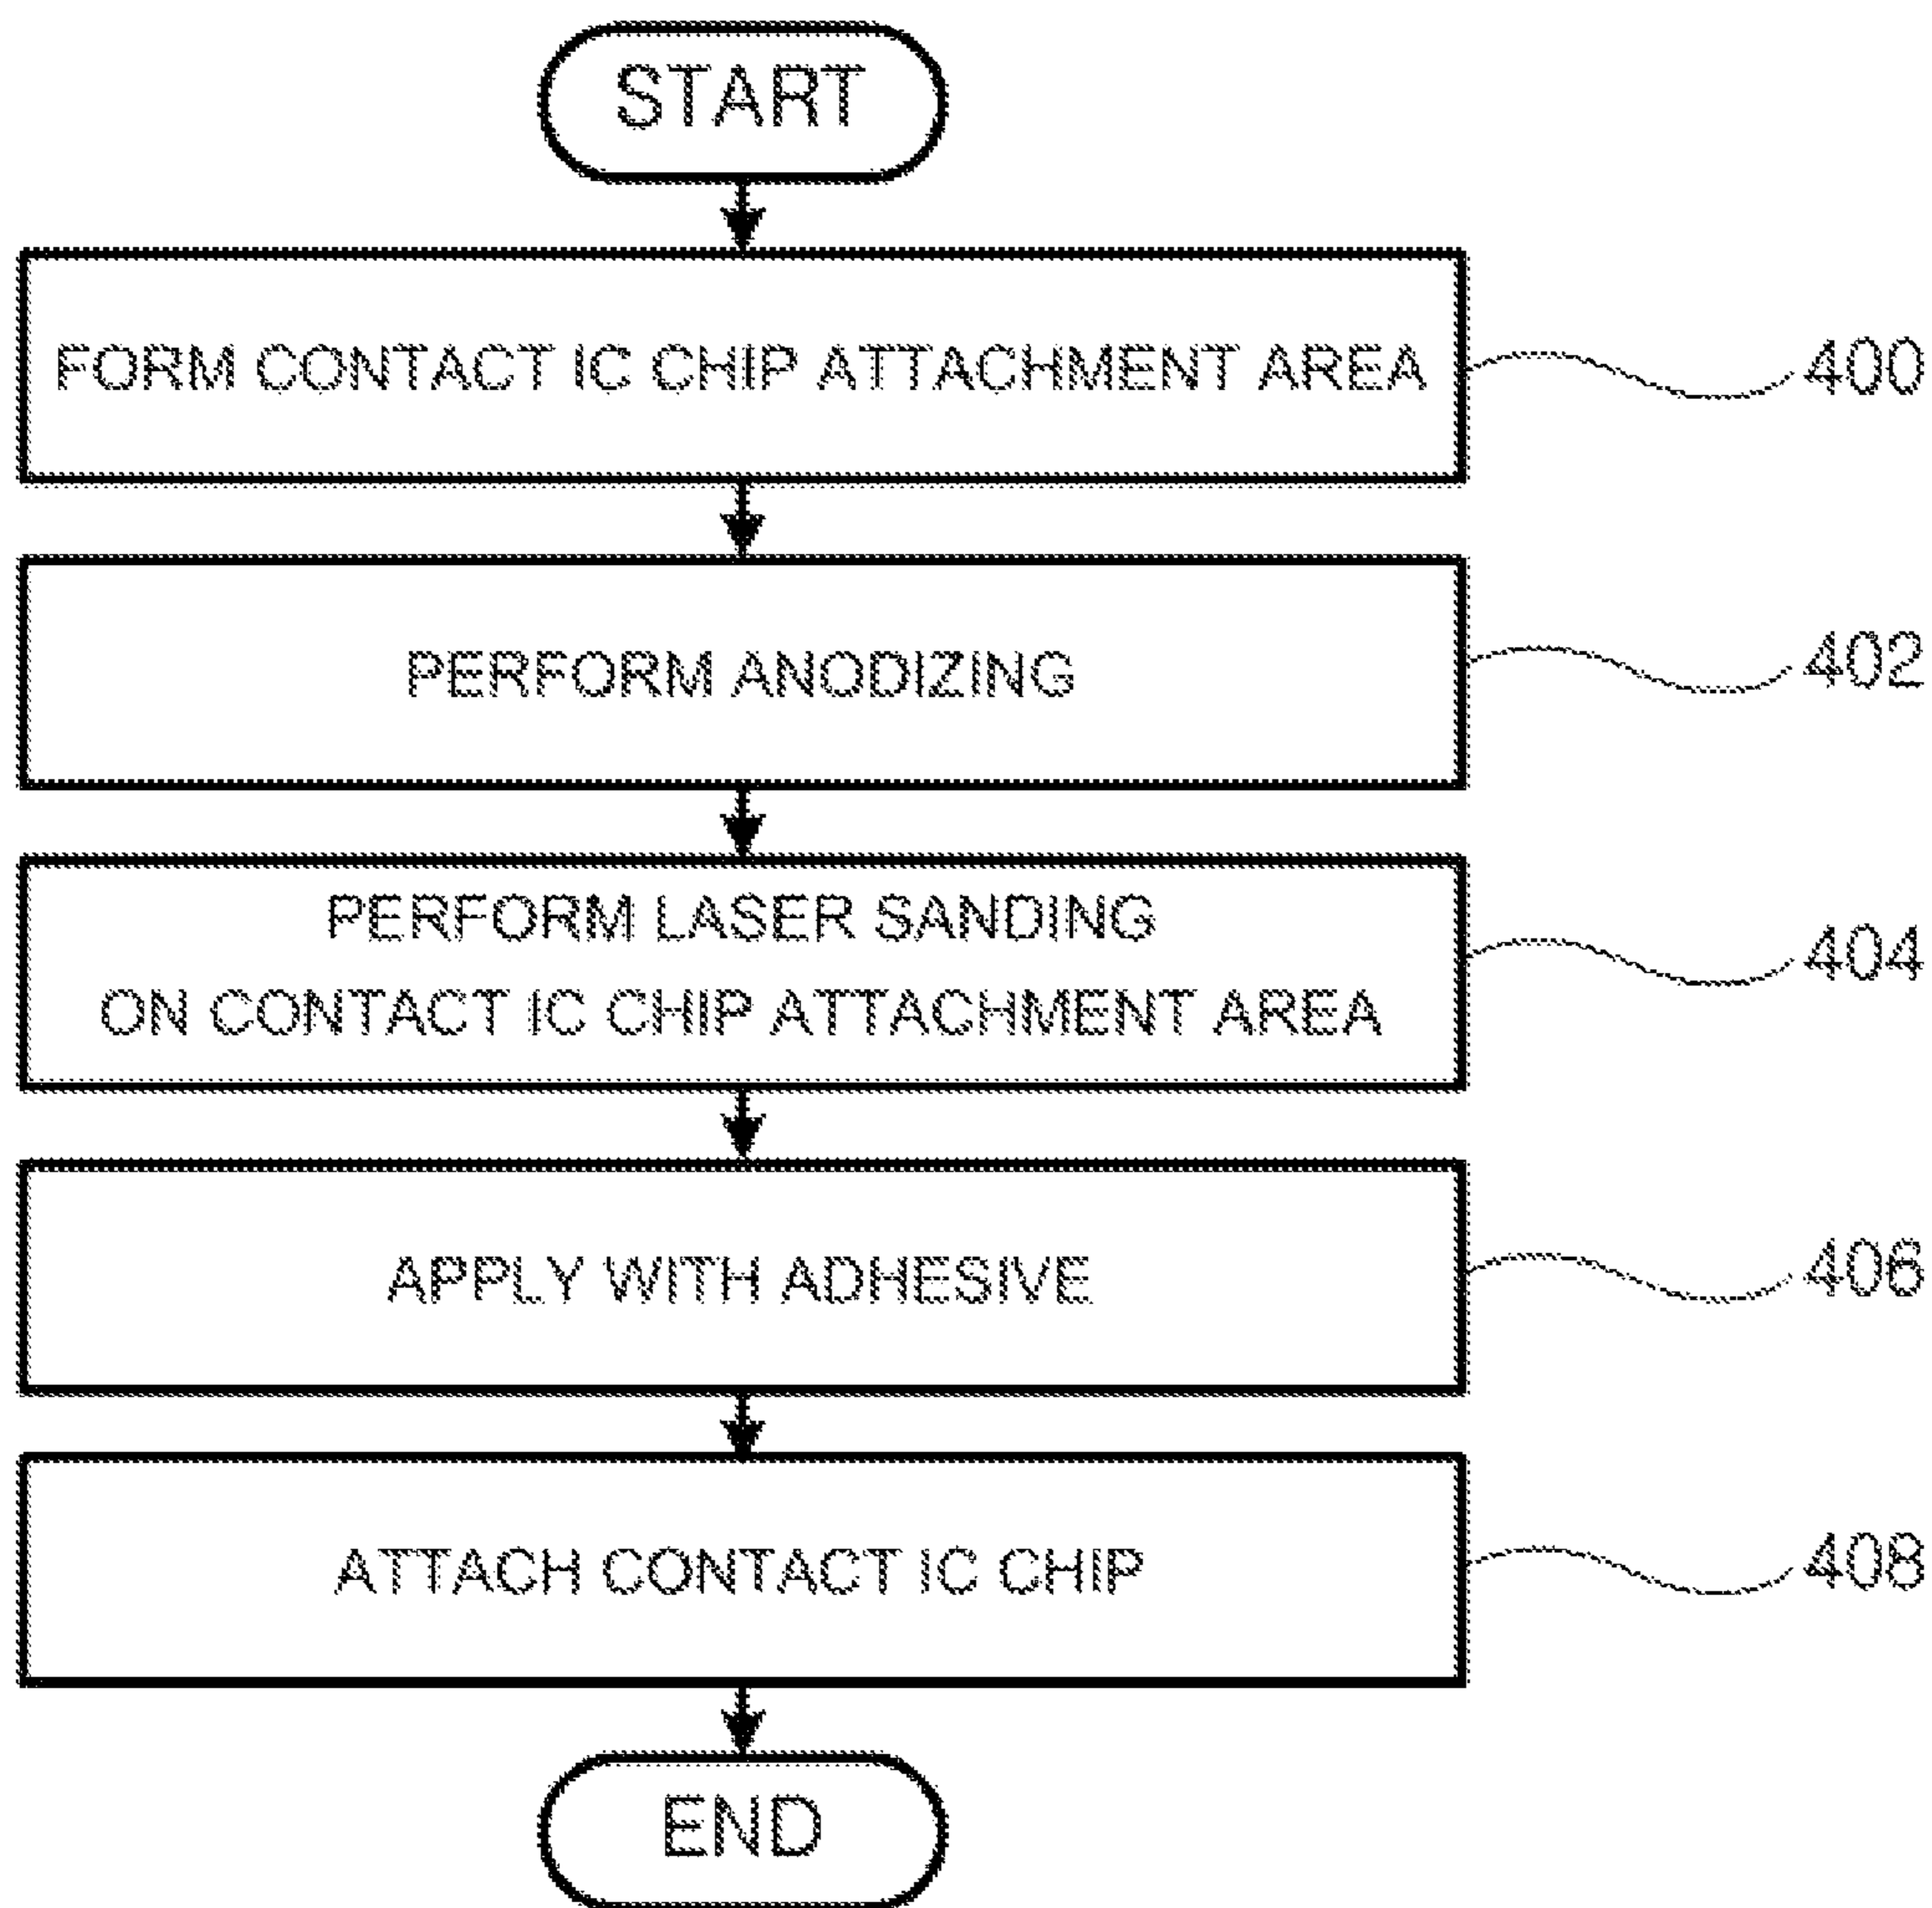 START
FORM CONTACT IC CHIP ATTACHMENT AREA
400
PERFORM ANODIZING
402
PERFORM LASER SANDING
ON CONTACT IC CHIP ATTACHMENT AREA
404
APPLY WITH ADHESIVE
406
ATTACH CONTACT IC CHIP
408
END